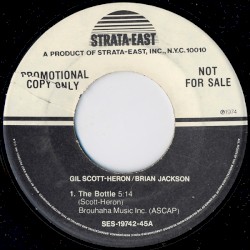 STRATA-EAST
A PRODUCT OF STRATA-EAST, INC., N.Y.C. 10010
PROMOTIONAL
COPY ONLY
NOT
FOR SALE
℗1974
GIL SCOTT-HERON/BRIAN JACKSON
1. The Bottle 5:14
(Scott-Heron)
Brouhaha Music Inc. (ASCAP)
SES-19742-45A